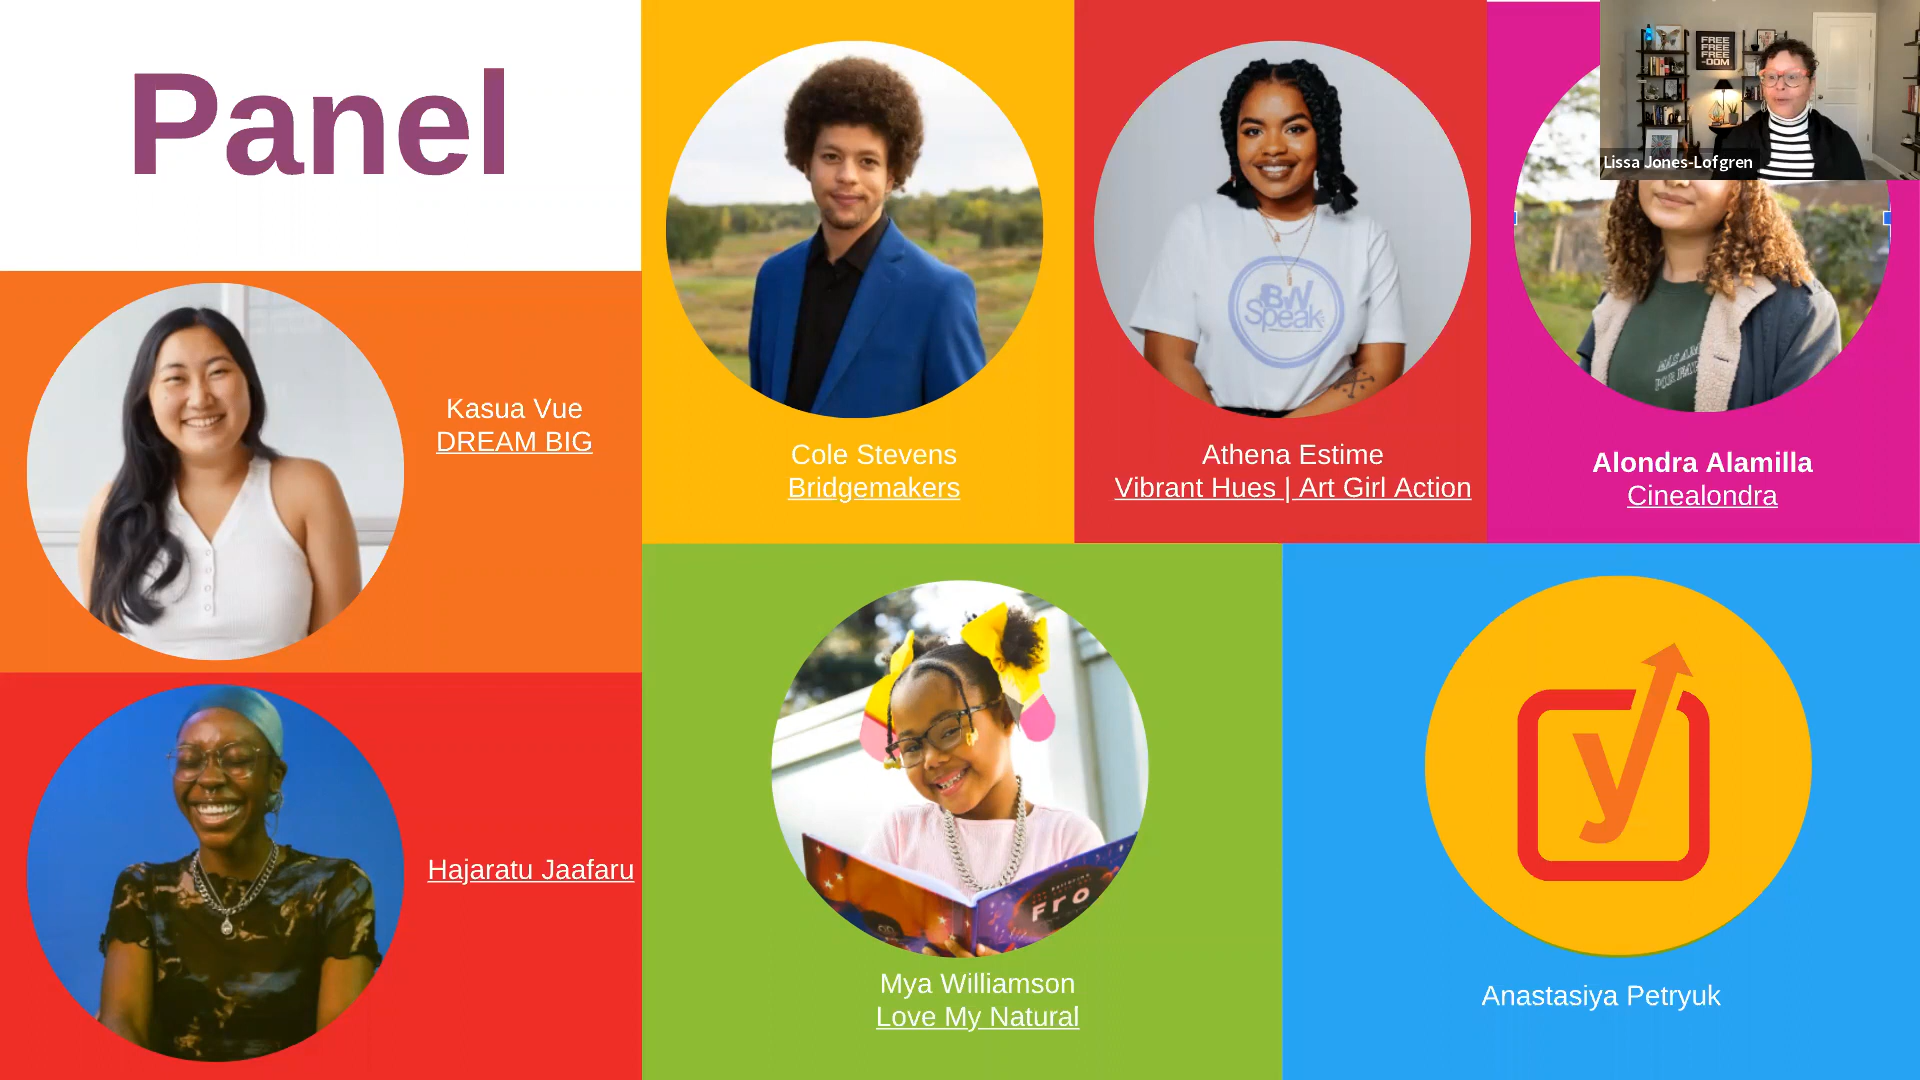 Panel
Kasua Vue
DREAM BIG
Hajaratu Jaafaru
Cole Stevens
Bridgemakers
BW
Speak
Athena Estime
Vibrant Hues | Art Girl Action
FREE
FREE
FREE
-DOM
Lissa Jones-Lofgren
Alondra Alamilla
Cinealondra
Fro
Mya Williamson
Love My Natural
y
Anastasiya Petryuk